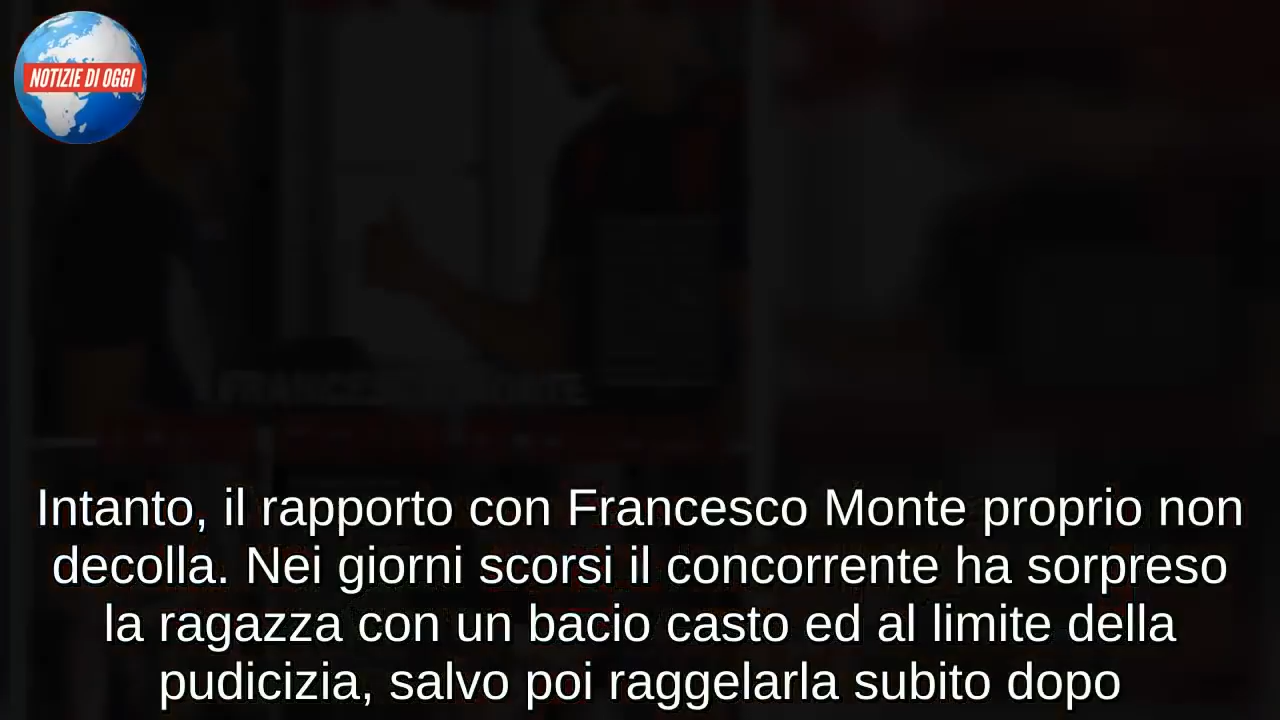 NOTIZIE DI OGGI
Intanto, il rapporto con Francesco Monte proprio non
decolla. Nei giorni scorsi il concorrente ha sorpreso
la ragazza con un bacio casto ed al limite della
pudicizia, salvo poi raggelarla subito dopo